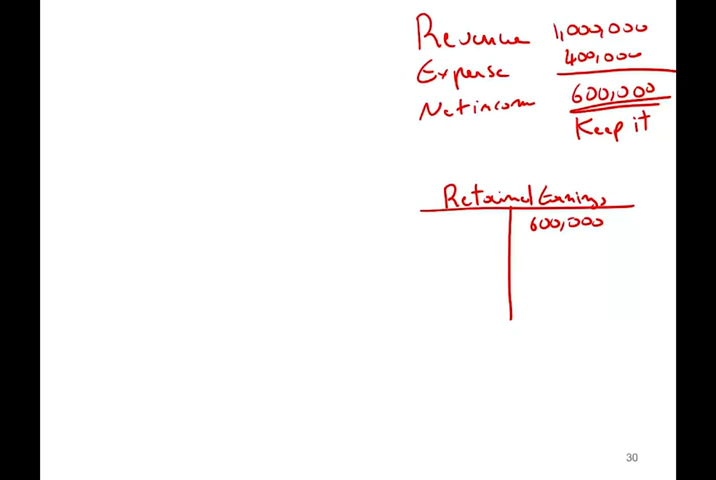 Revenue 1,000,000
Expense 400,000
Net income 600,000
Keep it
Retained Earnings
600,000
30